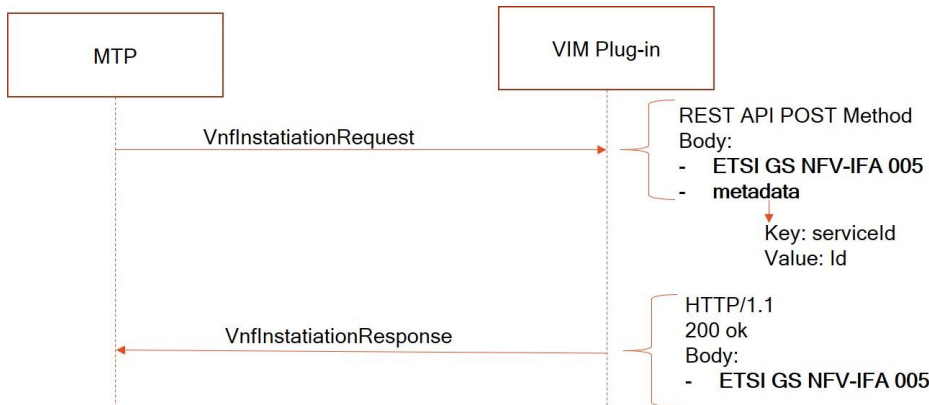 MTP
VIM Plug-in
VnfInstatiationRequest
REST API POST Method
Body:
- ETSI GS NFV-IFA 005
- metadata
Key: serviceId
Value: Id
VnfInstatiationResponse
HTTP/1.1
200 ok
Body:
- ETSI GS NFV-IFA 005